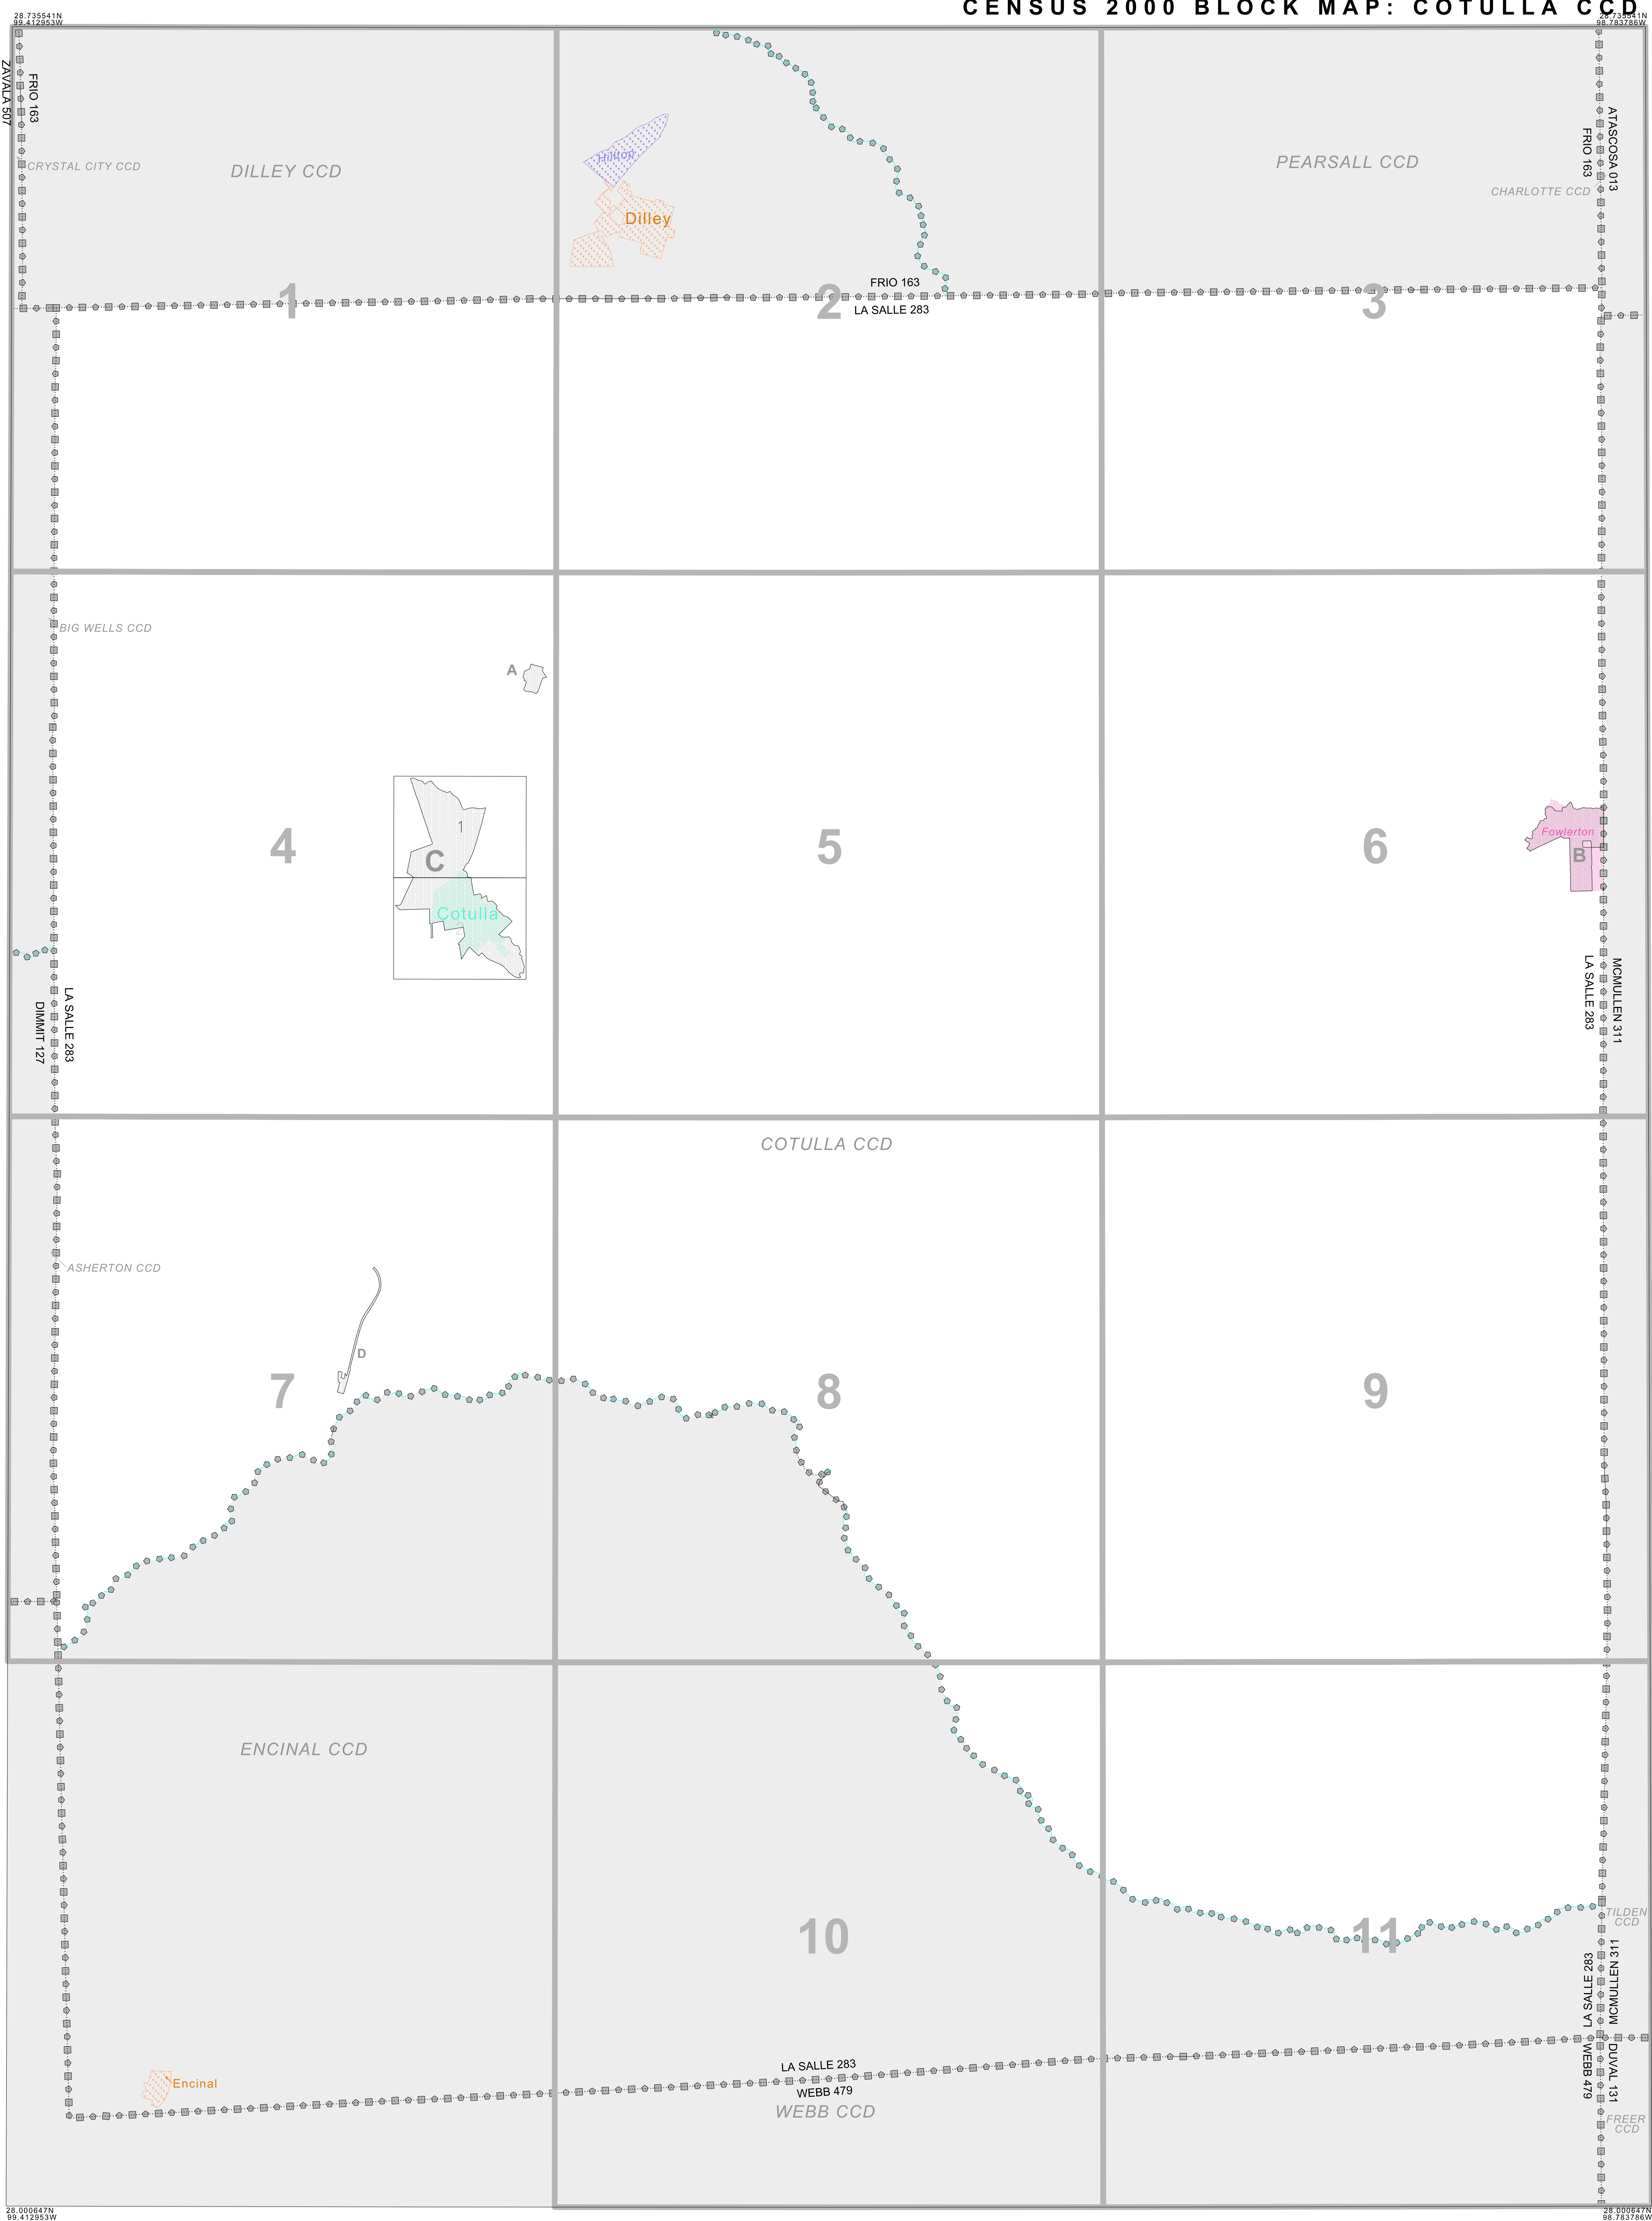 CENSUS 2000 BLOCK MAP: COTULLA CCD
28.735541N
99.412953W
28.735541N
98.783786W
ZAVALA 507
FRIO 163
CRYSTAL CITY CCD
DILLEY CCD
Hilltop
Dilley
PEARSALL CCD
CHARLOTTE CCD
FRIO 163
ATASCOSA 013
FRIO 163
LA SALLE 283
1
2
3
BIG WELLS CCD
A
4
1
C
Cotulla
2
5
6
Fowlerton
B
DIMMIT 127
LA SALLE 283
LA SALLE 283
MCMULLEN 311
COTULLA CCD
ASHERTON CCD
D
7
8
9
ENCINAL CCD
10
11
TILDEN
CCD
LA SALLE 283
MCMULLEN 311
WEBB 479
DUVAL 131
Encinal
LA SALLE 283
WEBB 479
WEBB CCD
FREER
CCD
28.000647N
99.412953W
28.000647N
98.783786W